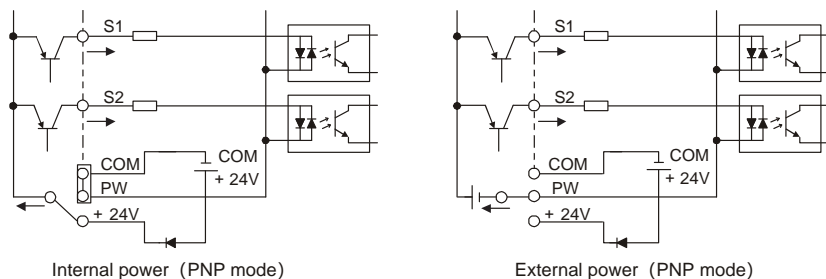 S1
S2
COM
COM
+ 24V
PW
+ 24V
Internal power (PNP mode)
S1
S2
COM
COM
+ 24V
PW
+ 24V
External power (PNP mode)